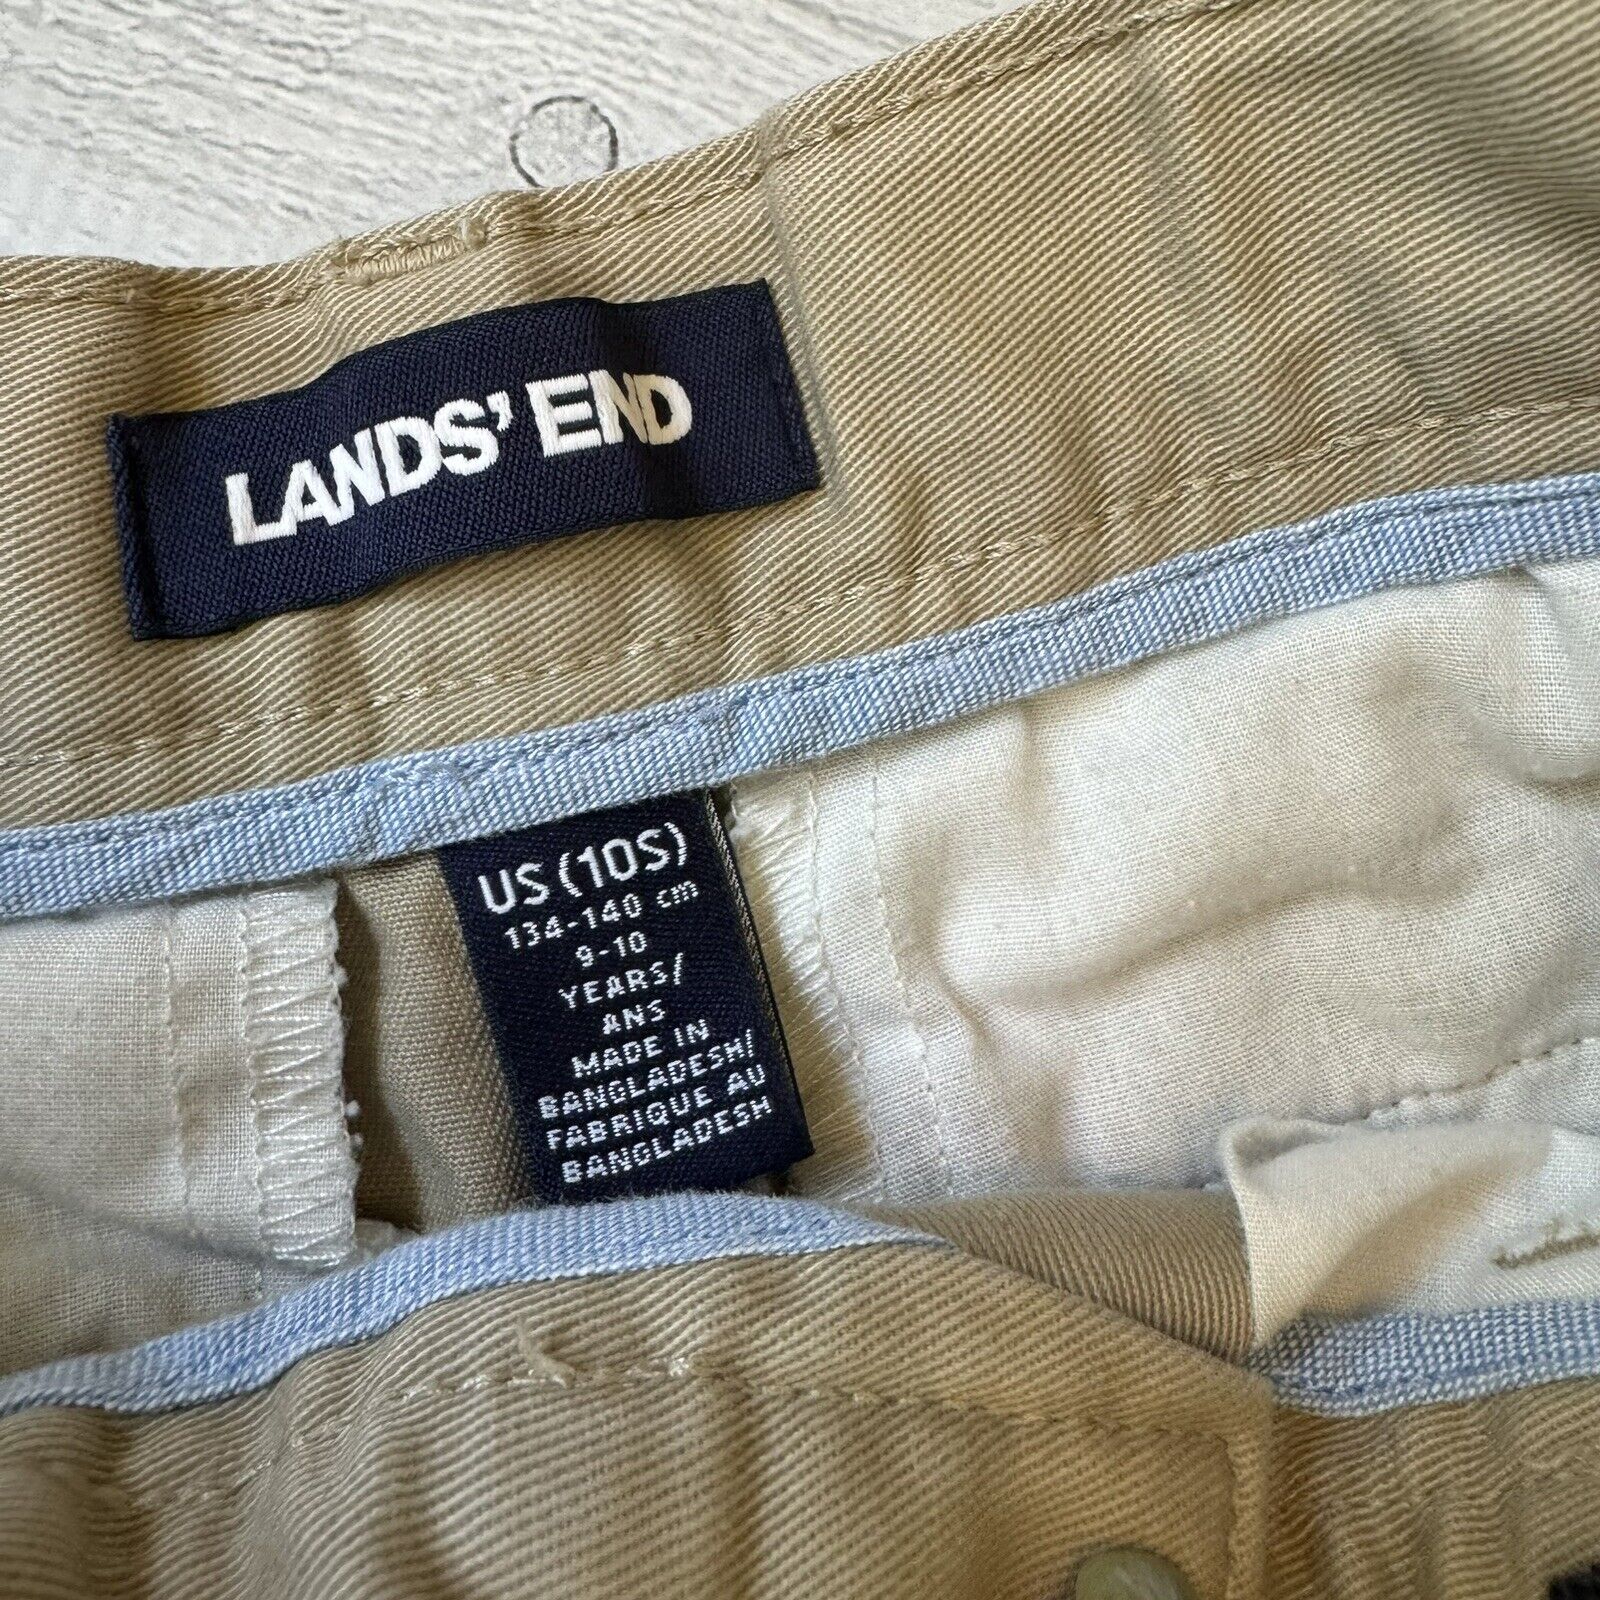 LANDS' END
US (10S)
134-140 cm
9-10
YEARS/
ANS
MADE IN
BANGLADESH/
FABRIQUE AU
BANGLADESH